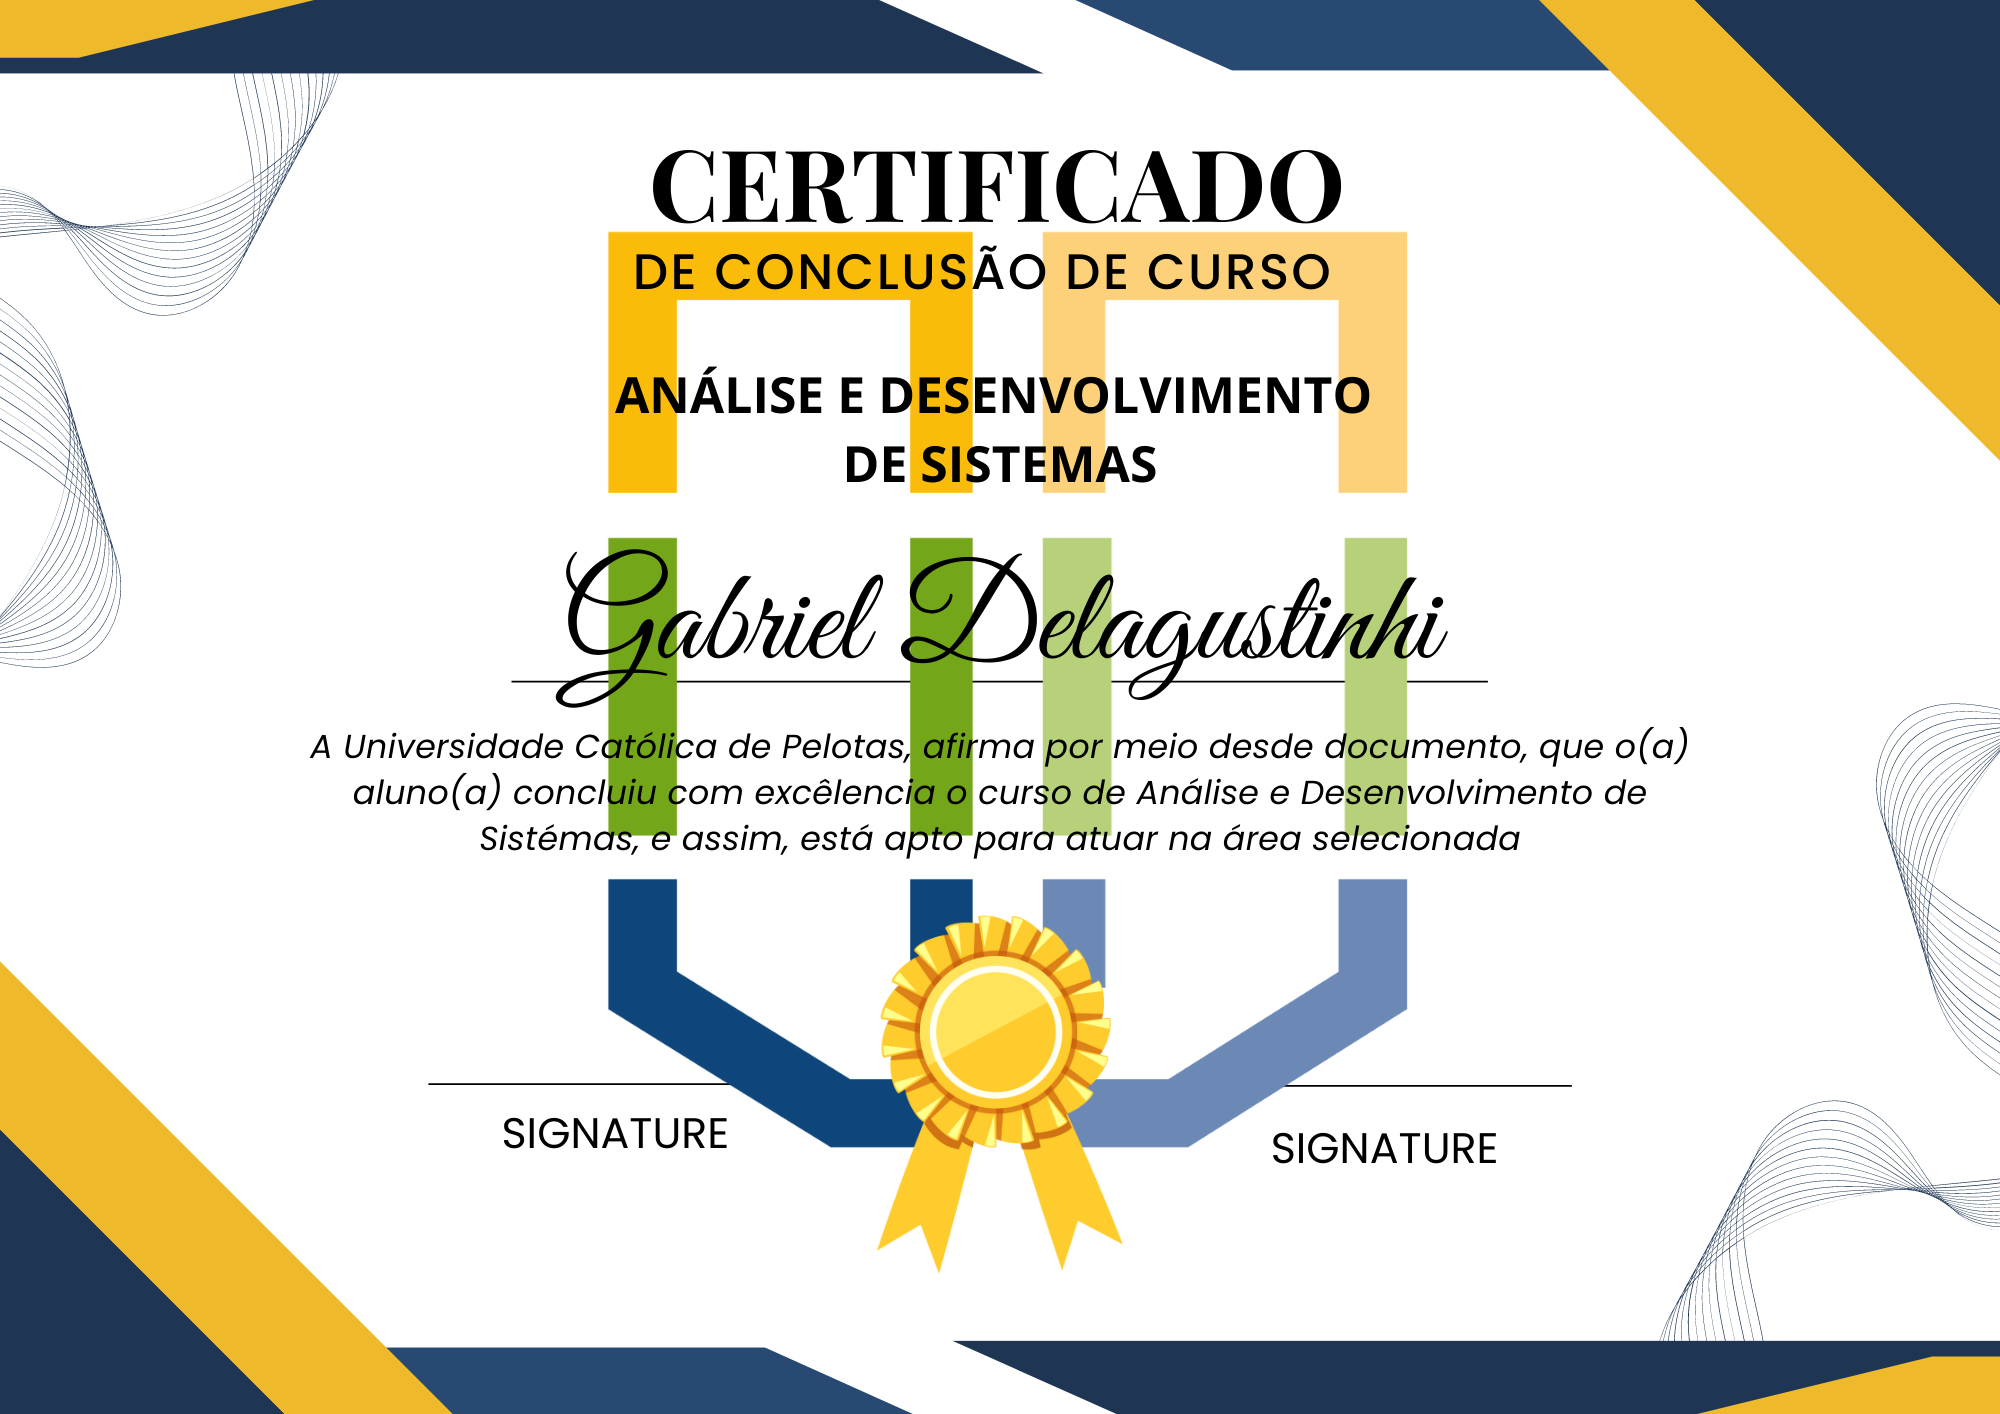 CERTIFICADO
DE CONCLUSÃO DE CURSO
ANÁLISE E DESENVOLVIMENTO
DE SISTEMAS
Gabriel Delagustinhi
A Universidade Católica de Pelotas, afirma por meio desde documento, que o(a)
aluno(a) concluiu com excêlencia o curso de Análise e Desenvolvimento de
Sistémas, e assim, está apto para atuar na área selecionada
SIGNATURE
SIGNATURE